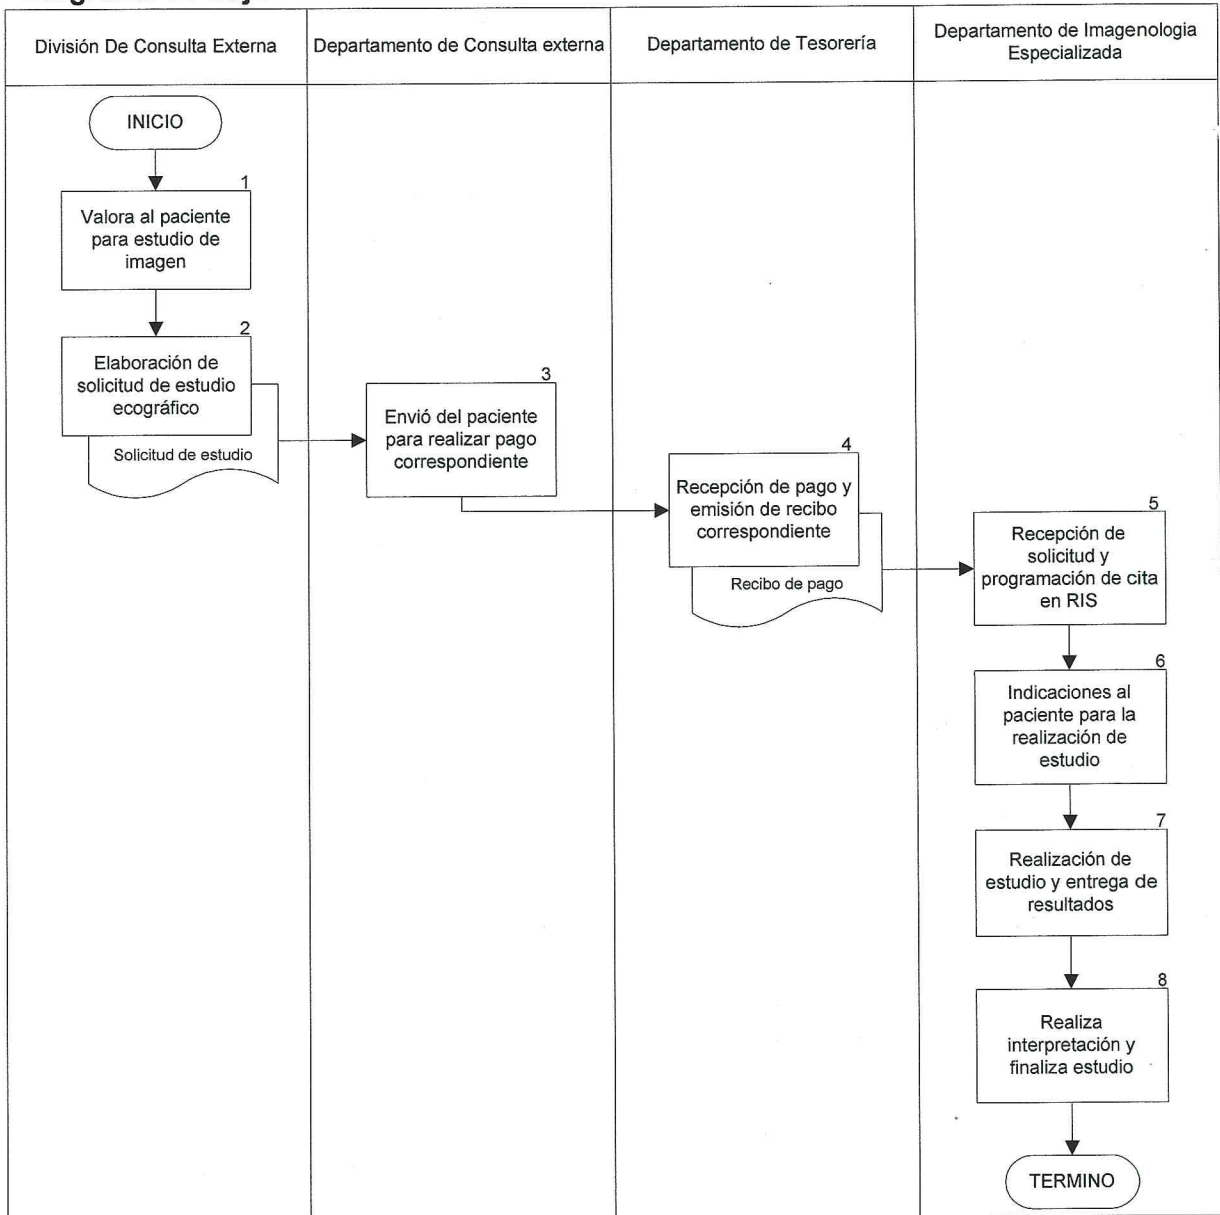 División De Consulta Externa
Departamento de Consulta externa
Departamento de Tesorería
Departamento de Imagenologia
Especializada
INICIO
1
Valora al paciente
para estudio de
imagen
2
Elaboración de
solicitud de estudio
ecográfico
Solicitud de estudio
3
Envió del paciente
para realizar pago
correspondiente
4
Recepción de pago y
emisión de recibo
correspondiente
Recibo de pago
5
Recepción de
solicitud y
programación de cita
en RIS
6
Indicaciones al
paciente para la
realización de
estudio
7
Realización de
estudio y entrega de
resultados
8
Realiza
interpretación y
finaliza estudio
TERMINO